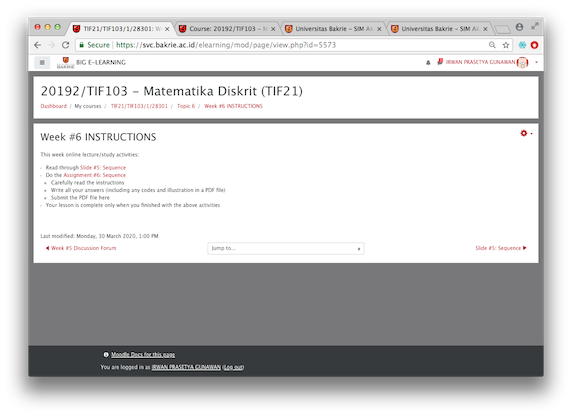 TIF21/TIF103/1/28301: W
Course: 20192/TIF103 – M
Universitas Bakrie – SIM Ak
Universitas Bakrie – SIM Ak
Secure https://svc.bakrie.ac.id/elearning/mod/page/view.php?id=5573
BAKRIE BIG E-LEARNING IRWAN PRASETYA GUNAWAN
20192/TIF103 – Matematika Diskrit (TIF21)
Dashboard / My courses / TIF21/TIF103/1/28301 / Topic 6 / Week #6 INSTRUCTIONS
Week #6 INSTRUCTIONS
This week online lecture/study activities:
- Read through Slide #5: Sequence
- Do the Assignment #6: Sequence
Carefully read the instructions
Write all your answers (including any codes and illustration in a PDF file)
Submit the PDF file here
- Your lesson is complete only when you finished with the above activities
Last modified: Monday, 30 March 2020, 1:00 PM
◀ Week #5 Discussion Forum Jump to... Slide #5: Sequence ▶
Moodle Docs for this page
You are logged in as IRWAN PRASETYA GUNAWAN (Log out)